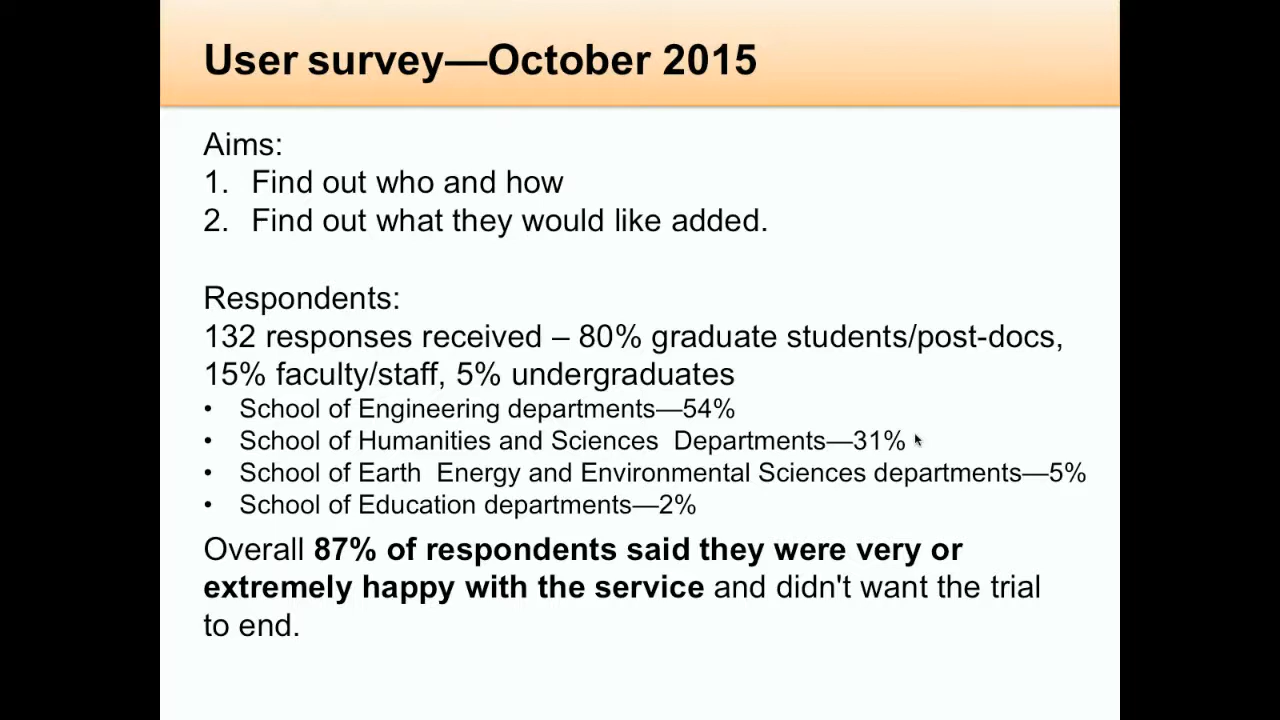 User survey—October 2015
Aims:
1. Find out who and how
2. Find out what they would like added.
Respondents:
132 responses received – 80% graduate students/post-docs,
15% faculty/staff, 5% undergraduates
• School of Engineering departments—54%
• School of Humanities and Sciences  Departments—31%
• School of Earth  Energy and Environmental Sciences departments—5%
• School of Education departments—2%
Overall 87% of respondents said they were very or
extremely happy with the service and didn't want the trial
to end.